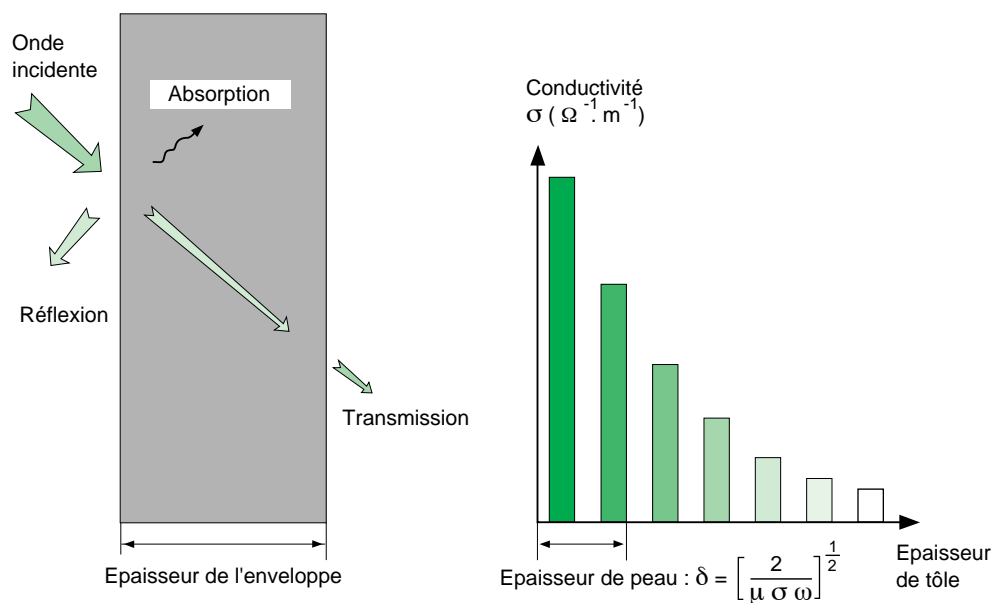 Onde
incidente
Absorption
Réflexion
Transmission
Epaisseur de l'enveloppe
Conductivité
σ ( Ω⁻¹. m⁻¹)
Epaisseur de peau : δ = [ 2 / μ σ ω ]^1/2
Epaisseur
de tôle